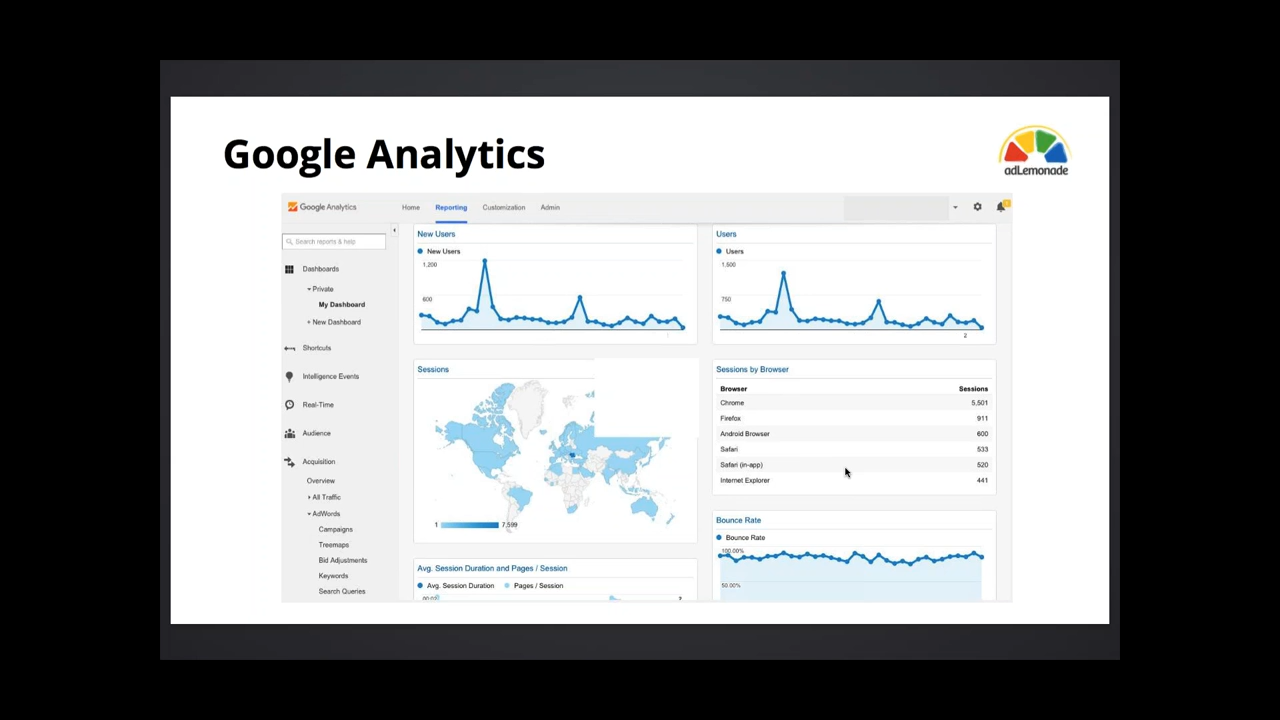 Google Analytics
adLemonade
Google Analytics
Home
Reporting
Customization
Admin
Search reports & help
Dashboards
Private
My Dashboard
+ New Dashboard
Shortcuts
Intelligence Events
Real-Time
Audience
Acquisition
Overview
All Traffic
AdWords
Campaigns
Treemaps
Bid Adjustments
Keywords
Search Queries
New Users
New Users
1,200
600
Users
Users
1,500
750
2
Sessions
1
7,599
Sessions by Browser
Browser Sessions
Chrome 5,501
Firefox 911
Android Browser 600
Safari 533
Safari (in-app) 520
Internet Explorer 441
Avg. Session Duration and Pages / Session
Avg. Session Duration
Pages / Session
Bounce Rate
Bounce Rate
100.00%
50.00%